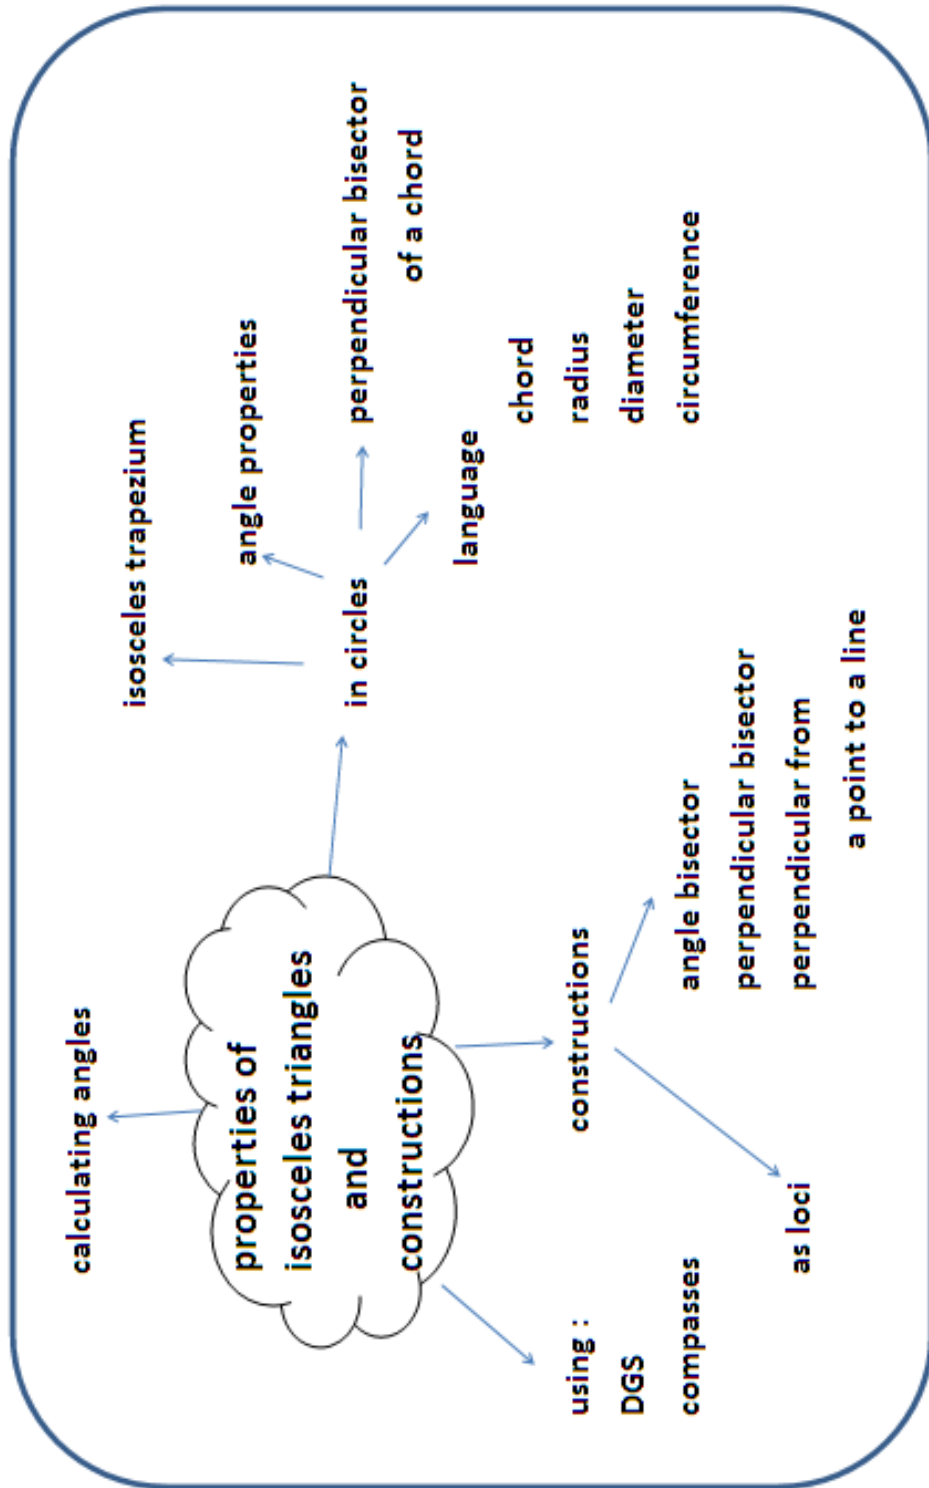 calculating angles
properties of
isosceles triangles
and
constructions
isosceles trapezium
angle properties
in circles
perpendicular bisector
of a chord
language
chord
radius
diameter
circumference
using :
DGS
compasses
constructions
as loci
angle bisector
perpendicular bisector
perpendicular from
a point to a line